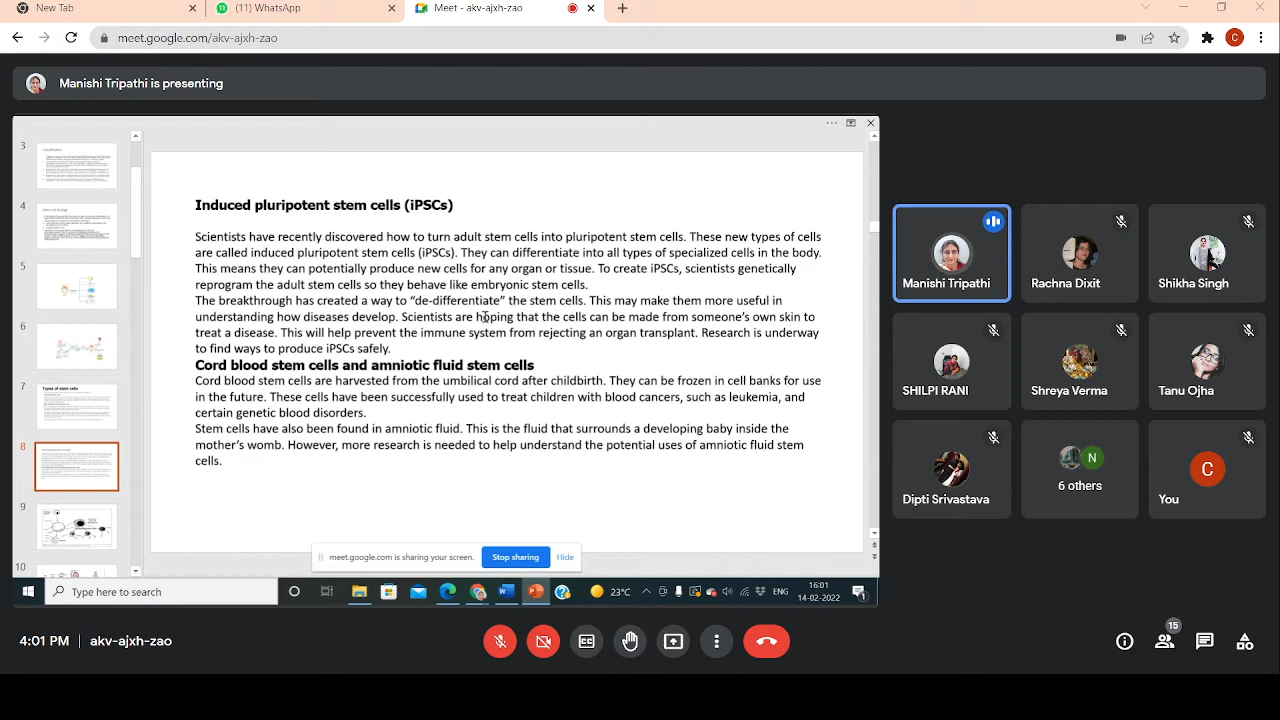 New Tab
(11) WhatsApp
Meet - akv-ajxh-zao
meet.google.com/akv-ajxh-zao
C
Manishi Tripathi is presenting
3
4
5
6
7
Types of stem cells
8
9
10
Induced pluripotent stem cells (iPSCs)
Scientists have recently discovered how to turn adult stem cells into pluripotent stem cells. These new types of cells
are called induced pluripotent stem cells (iPSCs). They can differentiate into all types of specialized cells in the body.
This means they can potentially produce new cells for any organ or tissue. To create iPSCs, scientists genetically
reprogram the adult stem cells so they behave like embryonic stem cells.
The breakthrough has created a way to “de-differentiate” the stem cells. This may make them more useful in
understanding how diseases develop. Scientists are hoping that the cells can be made from someone’s own skin to
treat a disease. This will help prevent the immune system from rejecting an organ transplant. Research is underway
to find ways to produce iPSCs safely.
Cord blood stem cells and amniotic fluid stem cells
Cord blood stem cells are harvested from the umbilical cord after childbirth. They can be frozen in cell banks for use
in the future. These cells have been successfully used to treat children with blood cancers, such as leukemia, and
certain genetic blood disorders.
Stem cells have also been found in amniotic fluid. This is the fluid that surrounds a developing baby inside the
mother’s womb. However, more research is needed to help understand the potential uses of amniotic fluid stem
cells.
meet.google.com is sharing your screen.
Stop sharing
Hide
Type here to search
23°C
ENG
16:01
14-02-2022
1
Manishi Tripathi
Rachna Dixit
Shikha Singh
SHILPI RANI
Shreya Verma
Tanu Ojha
Dipti Srivastava
N
6 others
C
You
4:01 PM
akv-ajxh-zao
15